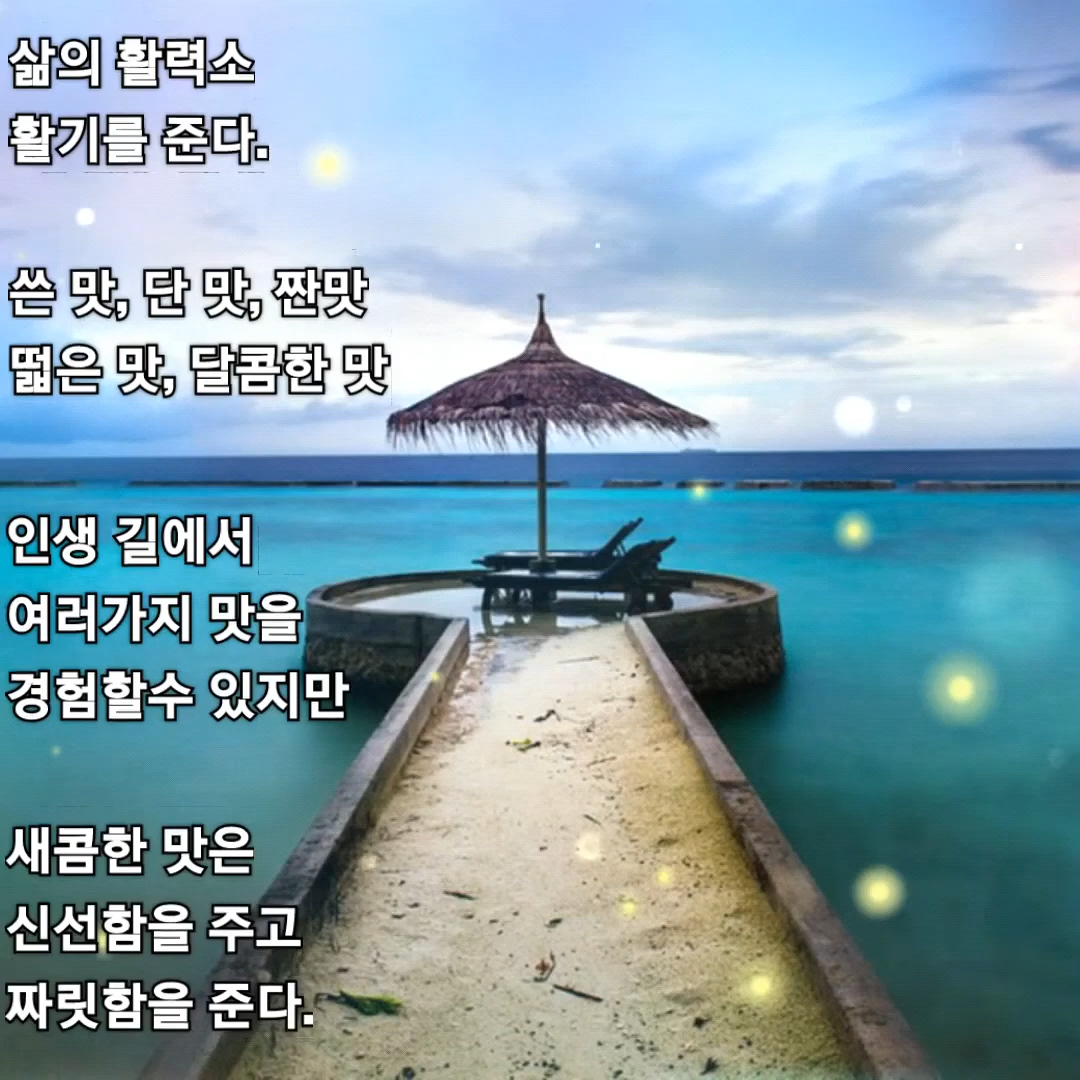 삶의 활력소
활기를 준다.
쓴 맛, 단 맛, 짠맛
떫은 맛, 달콤한 맛
인생 길에서
여러가지 맛을
경험할수 있지만
새콤한 맛은
신선함을 주고
짜릿함을 준다.